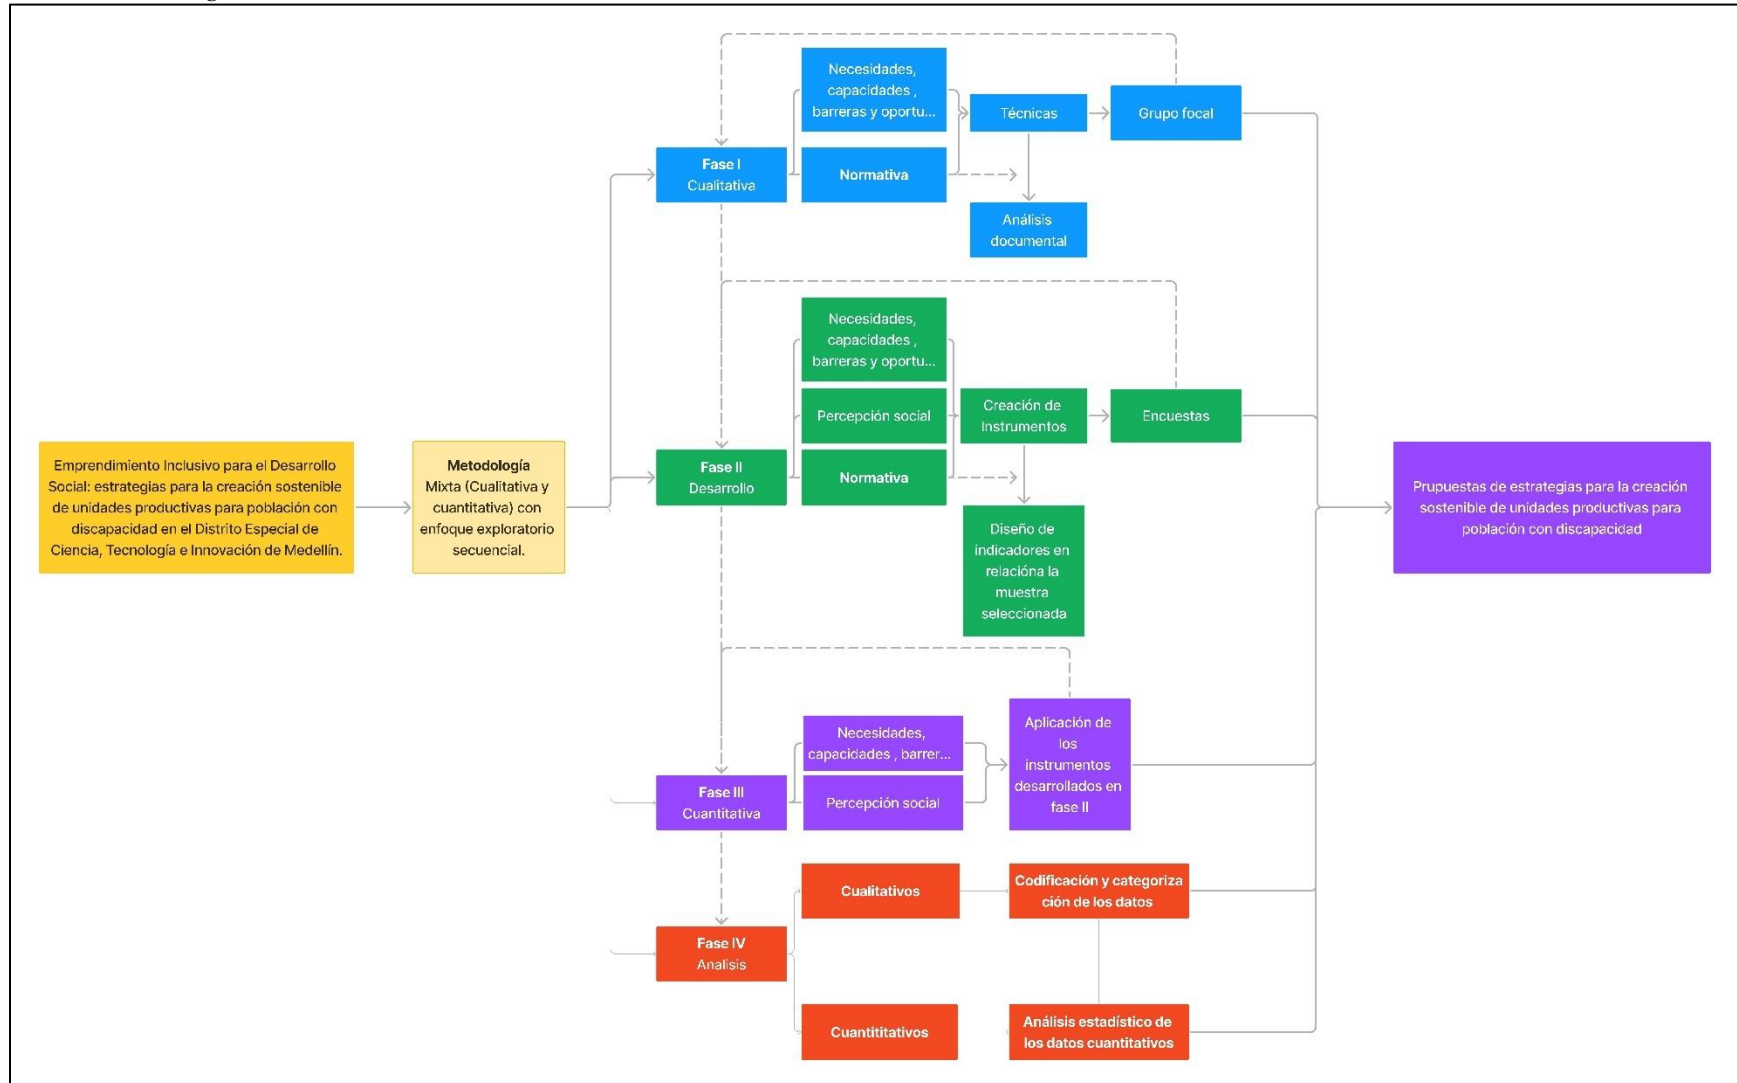 Emprendimiento Inclusivo para el Desarrollo
Social: estrategias para la creación sostenible
de unidades productivas para población con
discapacidad en el Distrito Especial de
Ciencia, Tecnología e Innovación de Medellín.
Metodología
Mixta (Cualitativa y
cuantitativa) con
enfoque exploratorio
secuencial.
Fase I
Cualitativa
Necesidades,
capacidades ,
barreras y oportu...
Normativa
Técnicas
Grupo focal
Análisis
documental
Fase II
Desarrollo
Necesidades,
capacidades ,
barreras y oportu...
Percepción social
Normativa
Creación de
Instrumentos
Encuestas
Diseño de
indicadores en
relacióna la
muestra
seleccionada
Fase III
Cuantitativa
Necesidades,
capacidades , barrer...
Percepción social
Aplicación de
los
instrumentos
desarrollados en
fase II
Fase IV
Analisis
Cualitativos
Codificación y categoriza
ción de los datos
Cuantititativos
Análisis estadístico de
los datos cuantitativos
Prupuestas de estrategias para la creación
sostenible de unidades productivas para
población con discapacidad